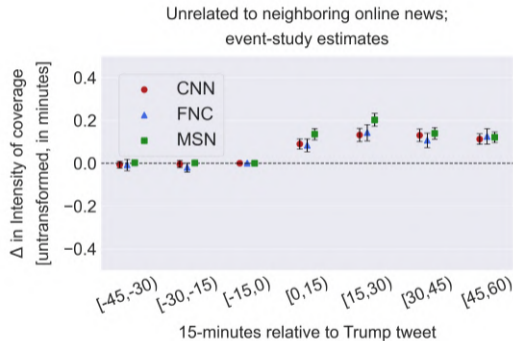 Unrelated to neighboring online news;
event-study estimates
Δ in Intensity of coverage
[untransformed, in minutes]
0.4
0.2
0.0
−0.2
−0.4
CNN
FNC
MSN
[-45,-30)
[-30,-15)
[-15,0)
[0,15)
[15,30)
[30,45)
[45,60)
15-minutes relative to Trump tweet